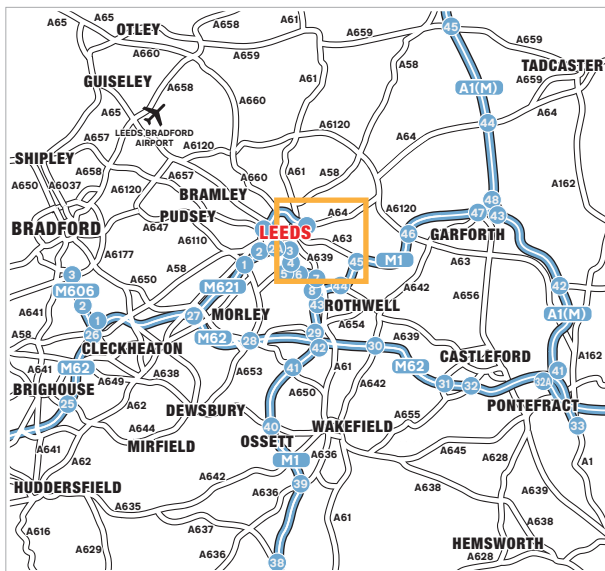 A65
A65
A658
A61
OTLEY
A659
A660
A659
45
A659
TADCASTER
A659
GUISELEY
A658
A61
A1(M)
A65
A660
LEEDS BRADFORD
AIRPORT
A6120
44
A64
A64
A657
A6120
SHIPLEY
A658
A657
A660
A61
A58
A162
A650
A6037
A6120
BRAMLEY
48
PUDSEY
A64
A6120
47
43
BRADFORD
A647
LEEDS
A63
46
GARFORTH
A6110
2
3
A639
A6177
A58
1
4
45
M1
3
A650
M621
5
6
7
A642
42
M606
8
44
A63
A656
A641
2
43
ROTHWELL
1
27
MORLEY
A654
A1(M)
A58
26
M62
28
29
A639
CLECKHEATON
42
30
CASTLEFORD
A162
A641
M62
A638
A653
41
A61
M62
41
A649
A642
31
32
32A
BRIGHOUSE
A650
PONTEFRACT
25
A62
DEWSBURY
A655
A644
40
WAKEFIELD
33
MIRFIELD
OSSETT
A641
A62
M1
A636
A645
A628
A1
A642
39
A638
HUDDERSFIELD
A636
A639
A635
A616
A637
A61
A638
A629
A636
38
HEMSWORTH
A628